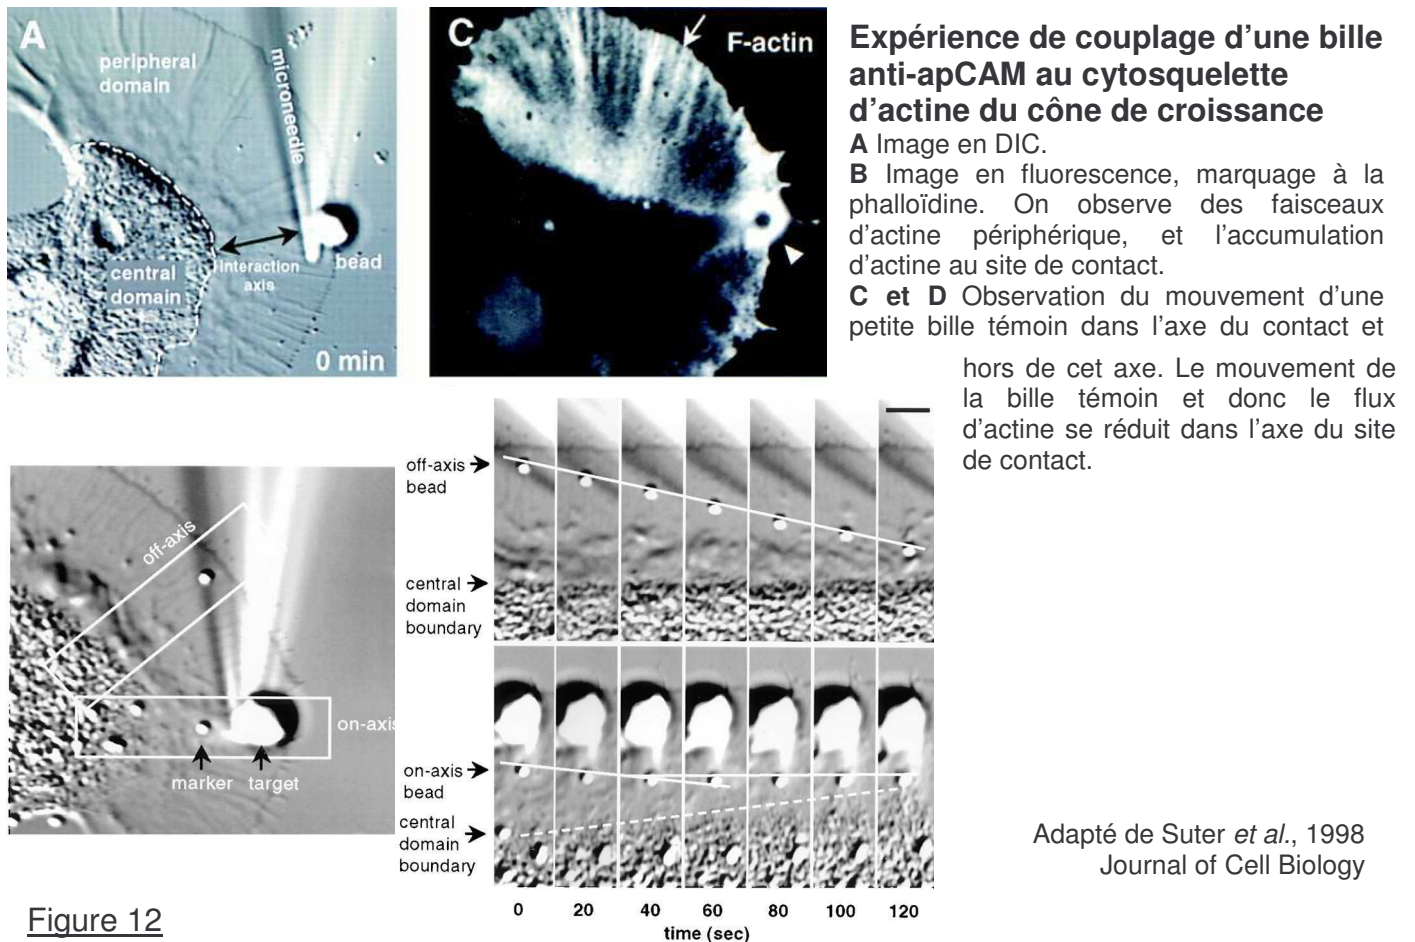 A
peripheral
domain
microneedle
central
domain
interaction
axis
bead
0 min
C
F-actin
Expérience de couplage d’une bille
anti-apCAM au cytosquelette
d’actine du cône de croissance
A Image en DIC.
B Image en fluorescence, marquage à la
phalloïdine. On observe des faisceaux
d’actine périphérique, et l’accumulation
d’actine au site de contact.
C et D Observation du mouvement d’une
petite bille témoin dans l’axe du contact et
hors de cet axe. Le mouvement de
la bille témoin et donc le flux
d’actine se réduit dans l’axe du site
de contact.
off-axis
on-axis
marker target
off-axis
bead
central
domain
boundary
on-axis
bead
central
domain
boundary
0 20 40 60 80 100 120
time (sec)
Adapté de Suter et al., 1998
Journal of Cell Biology
Figure 12